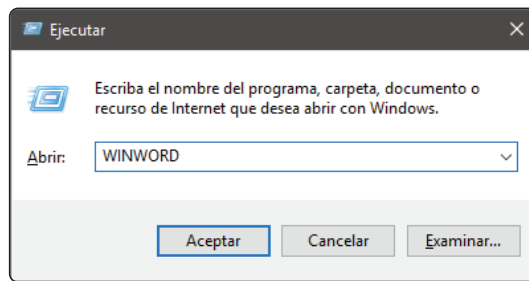 Ejecutar
Escriba el nombre del programa, carpeta, documento o
recurso de Internet que desea abrir con Windows.
Abrir: WINWORD
Aceptar Cancelar Examinar...